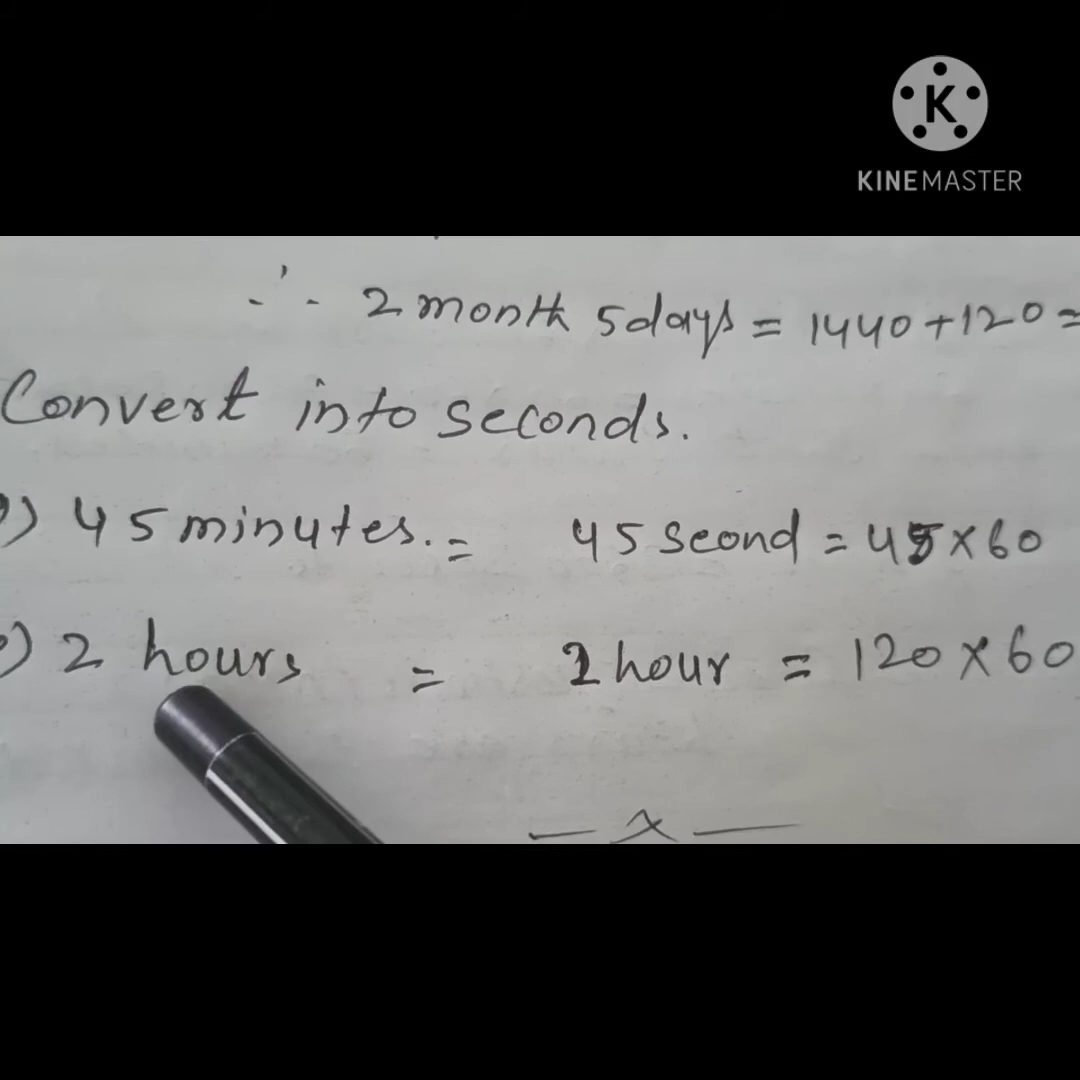 K
KINEMASTER
∴ 2 month 5 days = 1440 + 120 =
Convert into seconds.
) 45 minutes. = 45 Seond = 45 × 60
) 2 hours = 2 hour = 120 × 60
— x —